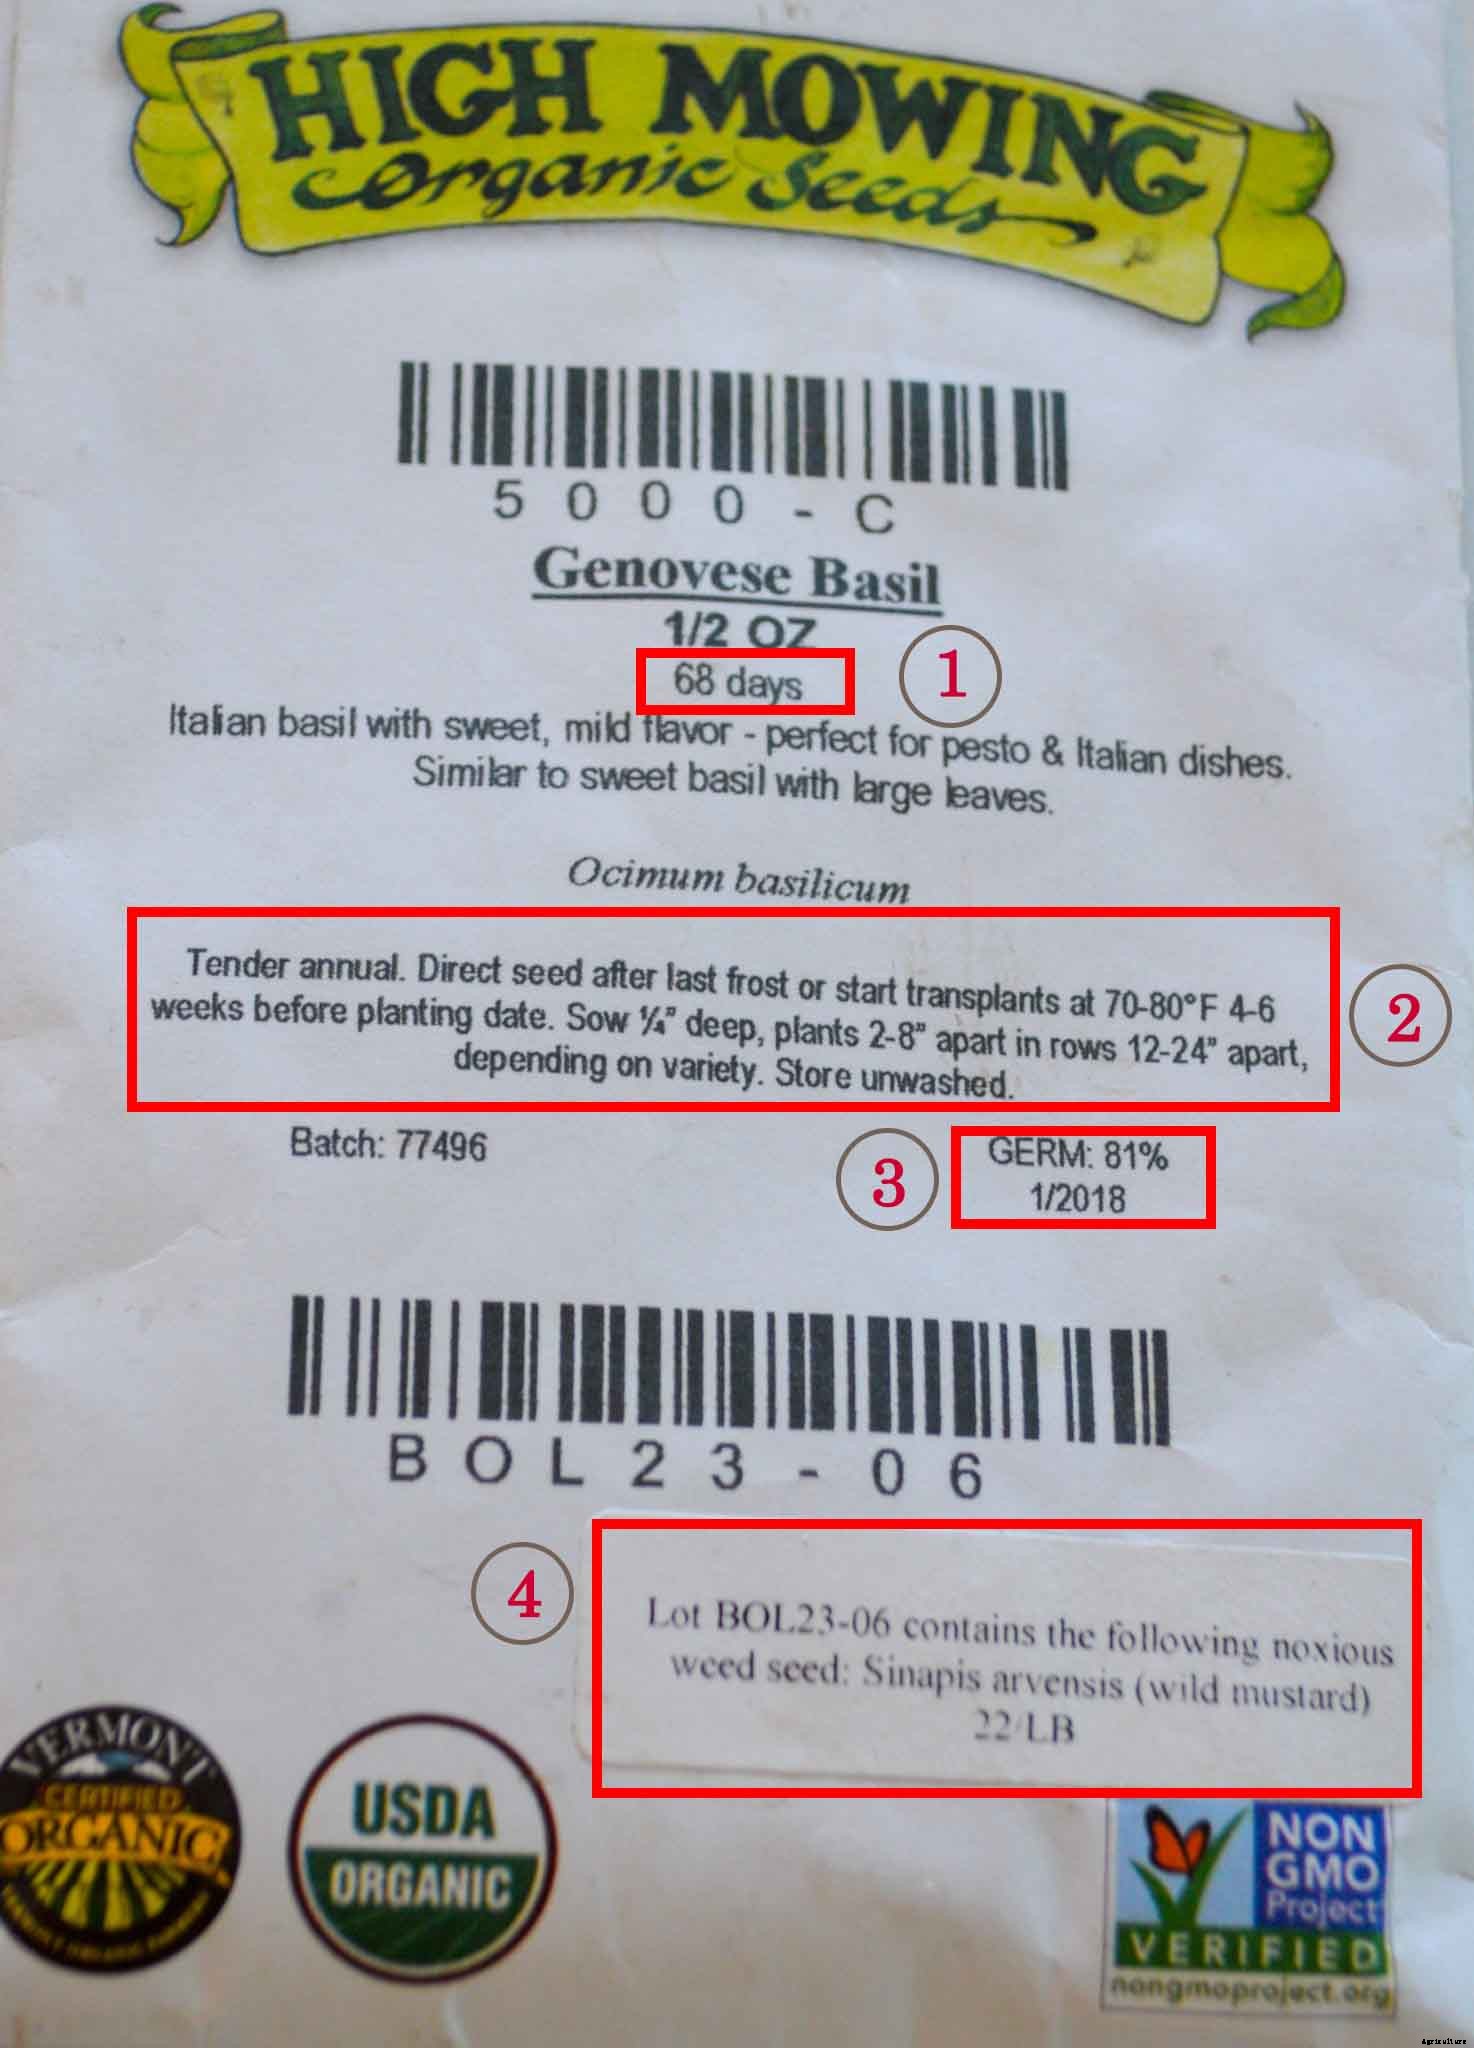 HIGH MOWING
Organic Seeds
5000-C
Genovese Basil
1/2 OZ
68 days
1
Italian basil with sweet, mild flavor - perfect for pesto & Italian dishes.
Similar to sweet basil with large leaves.
Ocimum basilicum
Tender annual. Direct seed after last frost or start transplants at 70-80°F 4-6
weeks before planting date. Sow ¼" deep, plants 2-8" apart in rows 12-24" apart,
depending on variety. Store unwashed.
2
Batch: 77496
3
GERM: 81%
1/2018
BOL23-06
4
Lot BOL23-06 contains the following noxious
weed seed: Sinapis arvensis (wild mustard)
22/LB
VERMONT
CERTIFIED
ORGANIC
USDA
ORGANIC
NON
GMO
Project
VERIFIED
nongmoproject.org
Agriculture